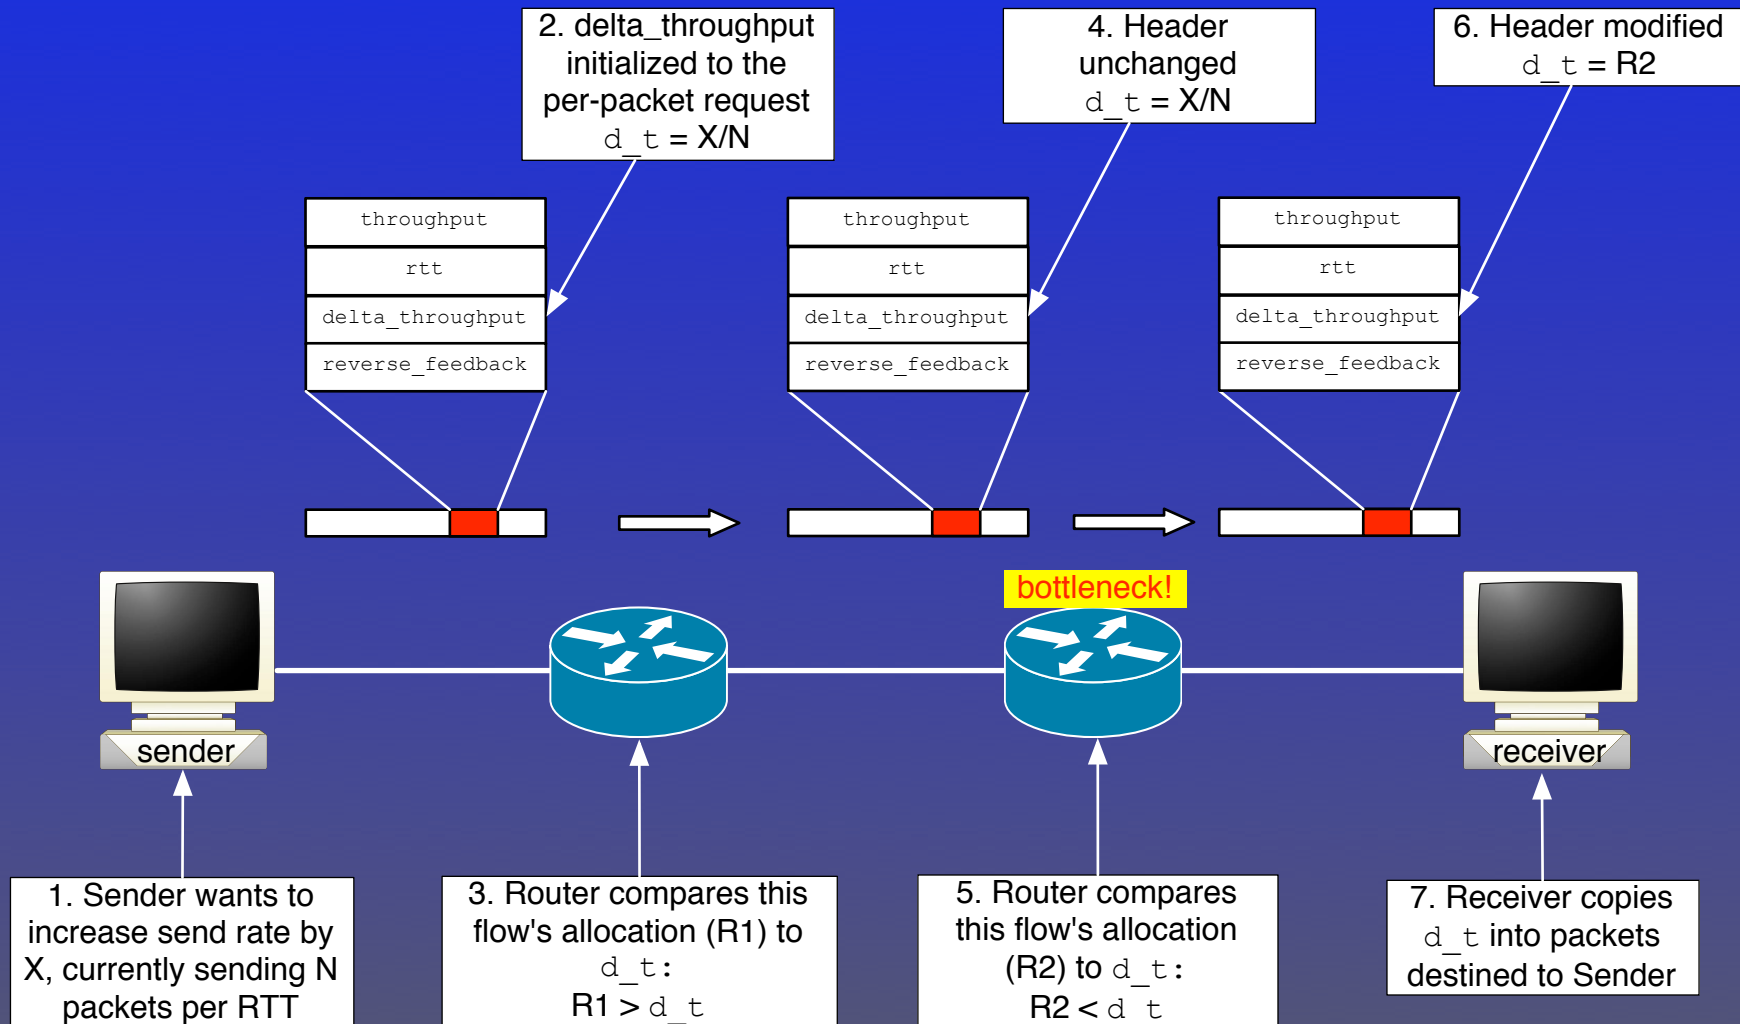 2. delta_throughput
initialized to the
per-packet request
d_t = X/N
4. Header
unchanged
d_t = X/N
6. Header modified
d_t = R2
throughput
rtt
delta_throughput
reverse_feedback
throughput
rtt
delta_throughput
reverse_feedback
throughput
rtt
delta_throughput
reverse_feedback
bottleneck!
sender
receiver
1. Sender wants to
increase send rate by
X, currently sending N
packets per RTT
3. Router compares this
flow's allocation (R1) to
d_t:
R1 > d_t
5. Router compares
this flow's allocation
(R2) to d_t:
R2 < d_t
7. Receiver copies
d_t into packets
destined to Sender